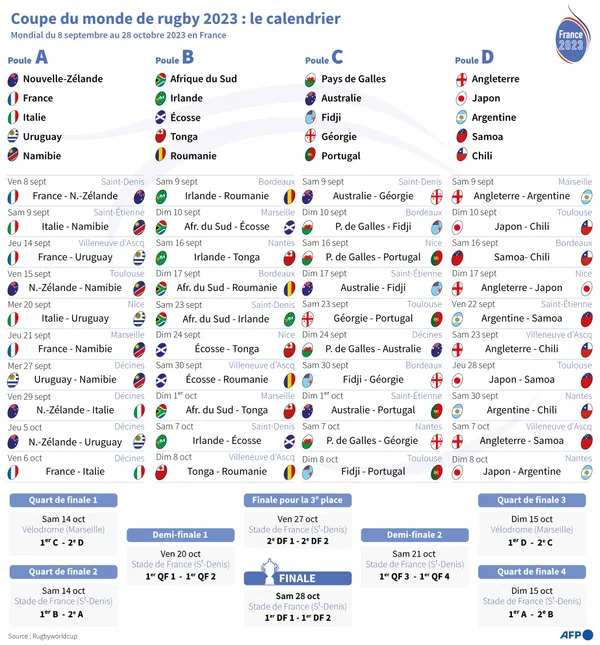 Coupe du monde de rugby 2023 : le calendrier
Mondial du 8 septembre au 28 octobre 2023 en France
France
2023
Poule A
Nouvelle-Zélande
France
Italie
Uruguay
Namibie
Poule B
Afrique du Sud
Irlande
Écosse
Tonga
Roumanie
Poule C
Pays de Galles
Australie
Fidji
Géorgie
Portugal
Poule D
Angleterre
Japon
Argentine
Samoa
Chili
Ven 8 sept Saint-Denis
France - N.-Zélande
Sam 9 sept Saint-Étienne
Italie - Namibie
Jeu 14 sept Villeneuve d'Ascq
France - Uruguay
Ven 15 sept Toulouse
N.-Zélande - Namibie
Mer 20 sept Nice
Italie - Uruguay
Jeu 21 sept Marseille
France - Namibie
Mer 27 sept Décines
Uruguay - Namibie
Ven 29 sept Décines
N.-Zélande - Italie
Jeu 5 oct Décines
N.-Zélande - Uruguay
Ven 6 oct Décines
France - Italie
Sam 9 sept Bordeaux
Irlande - Roumanie
Dim 10 sept Marseille
Afr. du Sud - Écosse
Sam 16 sept Nantes
Irlande - Tonga
Dim 17 sept Bordeaux
Afr. du Sud - Roumanie
Sam 23 sept Saint-Denis
Afr. du Sud - Irlande
Dim 24 sept Nice
Écosse - Tonga
Sam 30 sept Villeneuve d'Ascq
Écosse - Roumanie
Dim 1er oct Marseille
Afr. du Sud - Tonga
Sam 7 oct Saint-Denis
Irlande - Écosse
Dim 8 oct Villeneuve d'Ascq
Tonga - Roumanie
Sam 9 sept Saint-Denis
Australie - Géorgie
Dim 10 sept Bordeaux
P. de Galles - Fidji
Sam 16 sept Nice
P. de Galles - Portugal
Dim 17 sept Saint-Étienne
Australie - Fidji
Sam 23 sept Toulouse
Géorgie - Portugal
Dim 24 sept Décines
P. de Galles - Australie
Sam 30 sept Bordeaux
Fidji - Géorgie
Dim 1er oct Saint-Étienne
Australie - Portugal
Sam 7 oct Nantes
P. de Galles - Géorgie
Dim 8 oct Toulouse
Fidji - Portugal
Sam 9 sept Marseille
Angleterre - Argentine
Dim 10 sept Toulouse
Japon - Chili
Sam 16 sept Bordeaux
Samoa- Chili
Dim 17 sept Nice
Angleterre - Japon
Ven 22 sept Saint-Étienne
Argentine - Samoa
Sam 23 sept Villeneuve d'Ascq
Angleterre - Chili
Jeu 28 sept Toulouse
Japon - Samoa
Sam 30 sept Nantes
Argentine - Chili
Sam 7 oct Villeneuve d'Ascq
Angleterre - Samoa
Dim 8 oct Nantes
Japon - Argentine
Quart de finale 1
Sam 14 oct
Vélodrome (Marseille)
1er C - 2e D
Quart de finale 2
Sam 14 oct
Stade de France (St-Denis)
1er B - 2e A
Demi-finale 1
Ven 20 oct
Stade de France (St-Denis)
1er QF 1 - 1er QF 2
Finale pour la 3e place
Ven 27 oct
Stade de France (St-Denis)
2e DF 1 - 2e DF 2
FINALE
Sam 28 oct
Stade de France (St-Denis)
1er DF 1 - 1er DF 2
Demi-finale 2
Sam 21 oct
Stade de France (St-Denis)
1er QF 3 - 1er QF 4
Quart de finale 3
Dim 15 oct
Vélodrome (Marseille)
1er D - 2e C
Quart de finale 4
Dim 15 oct
Stade de France (St-Denis)
1er A - 2e B
Source : Rugbyworldcup
AFP